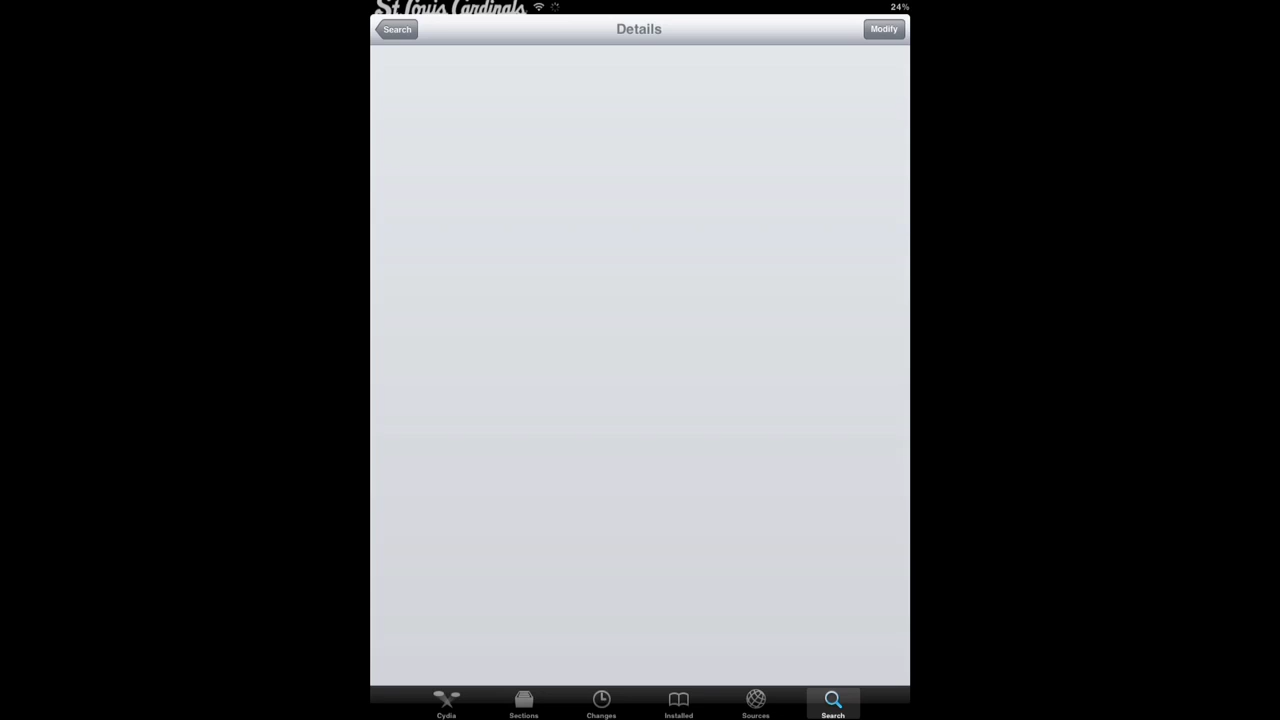 St Louis Cardinals 24%
Search Details Modify
Cydia Sections Changes Installed Sources Search